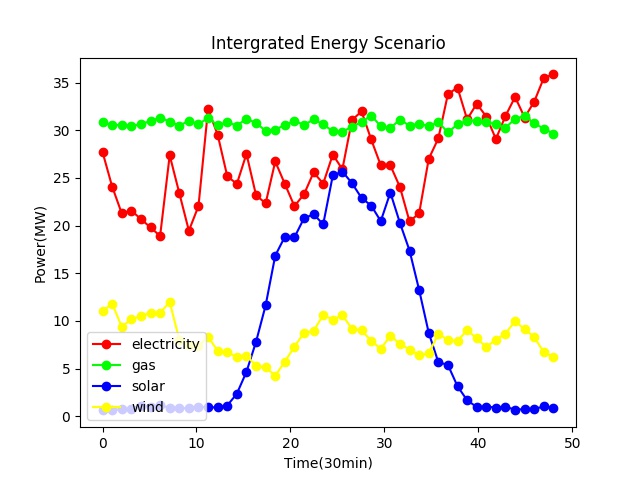 Intergrated Energy Scenario
Power(MW)
35
30
25
20
15
10
5
0
electricity
gas
solar
wind
0
10
20
30
40
50
Time(30min)